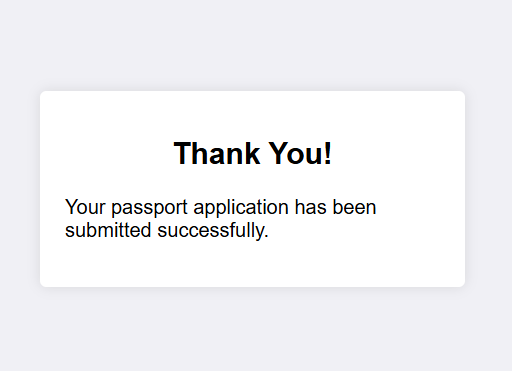 Thank You!
Your passport application has been
submitted successfully.